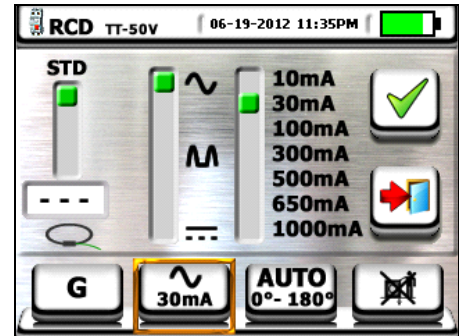 RCD TT-50V 06-19-2012 11:35PM
STD
10mA
30mA
100mA
300mA
500mA
650mA
1000mA
- - -
G
30mA
AUTO
0°- 180°